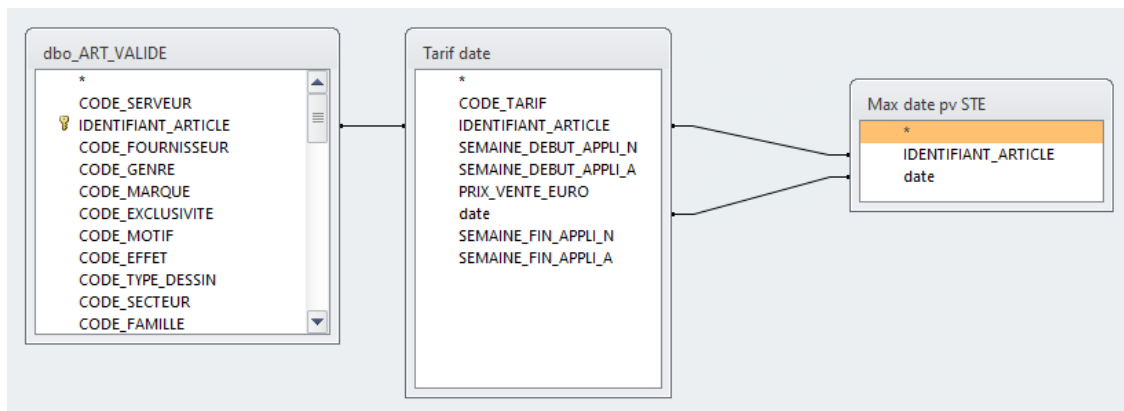 dbo_ART_VALIDE
*
CODE_SERVEUR
IDENTIFIANT_ARTICLE
CODE_FOURNISSEUR
CODE_GENRE
CODE_MARQUE
CODE_EXCLUSIVITE
CODE_MOTIF
CODE_EFFET
CODE_TYPE_DESSIN
CODE_SECTEUR
CODE_FAMILLE
Tarif date
*
CODE_TARIF
IDENTIFIANT_ARTICLE
SEMAINE_DEBUT_APPLI_N
SEMAINE_DEBUT_APPLI_A
PRIX_VENTE_EURO
date
SEMAINE_FIN_APPLI_N
SEMAINE_FIN_APPLI_A
Max date pv STE
*
IDENTIFIANT_ARTICLE
date